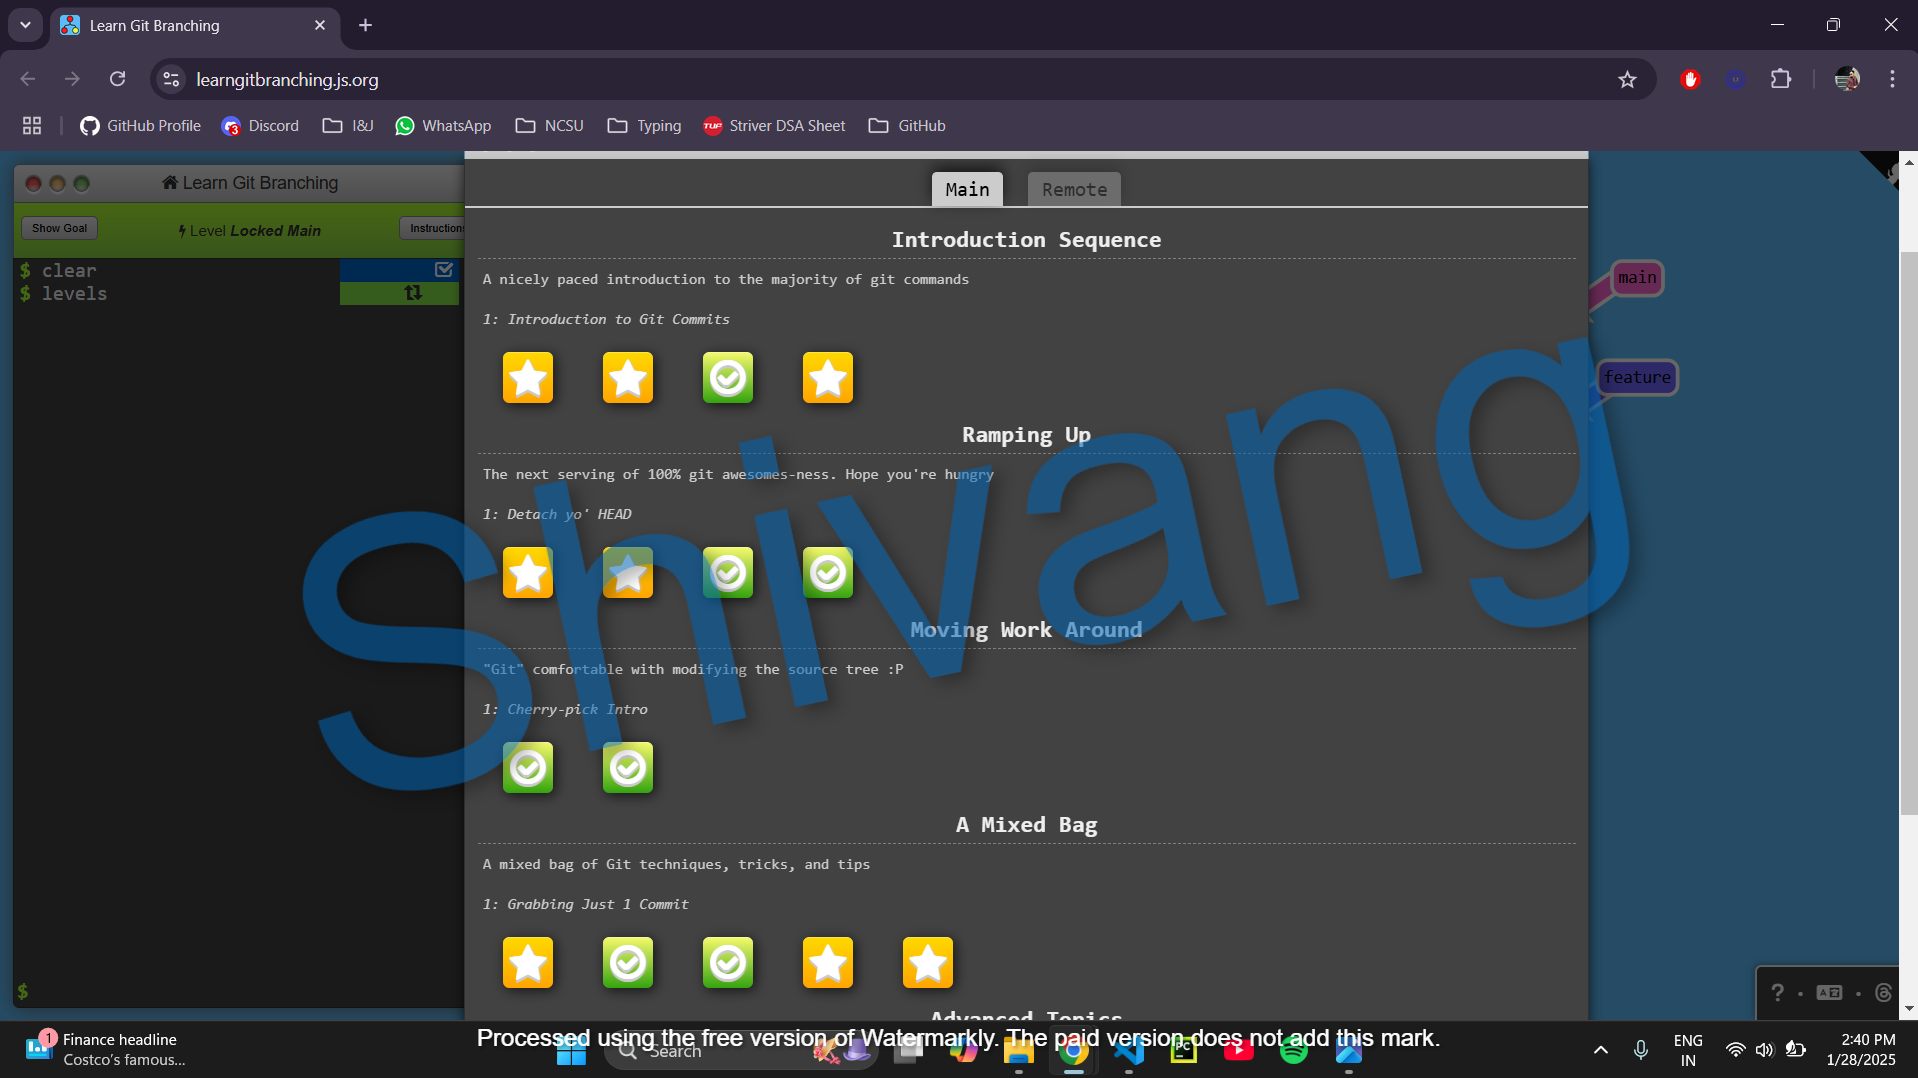 Learn Git Branching
learngitbranching.js.org
GitHub Profile
Discord
I&J
WhatsApp
NCSU
Typing
TUF
Striver DSA Sheet
GitHub
Learn Git Branching
Show Goal
Level Locked Main
Instructions
$ clear
$ levels
$
Main
Remote
Introduction Sequence
A nicely paced introduction to the majority of git commands
1: Introduction to Git Commits
Ramping Up
The next serving of 100% git awesomes-ness. Hope you're hungry
1: Detach yo' HEAD
Moving Work Around
"Git" comfortable with modifying the source tree :P
1: Cherry-pick Intro
A Mixed Bag
A mixed bag of Git techniques, tricks, and tips
1: Grabbing Just 1 Commit
Advanced Topics
main
feature
Shivang
Processed using the free version of Watermarkly. The paid version does not add this mark.
1
Finance headline
Costco's famous...
Search
PC
ENG
IN
2:40 PM
1/28/2025